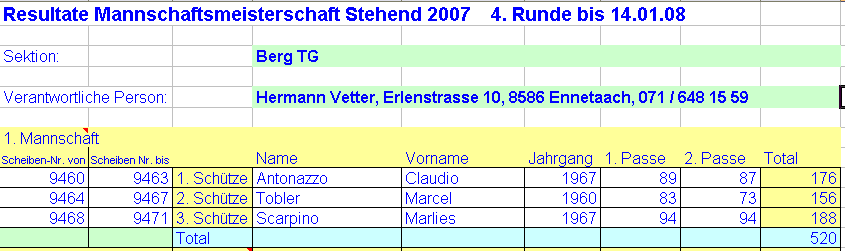 Resultate Mannschaftsmeisterschaft Stehend 2007 4. Runde bis 14.01.08
Sektion: Berg TG
Verantwortliche Person: Hermann Vetter, Erlenstrasse 10, 8586 Ennetaach, 071 / 648 15 59
1. Mannschaft
Scheiben-Nr. von Scheiben Nr. bis Name Vorname Jahrgang 1. Passe 2. Passe Total
9460 9463 1. Schütze Antonazzo Claudio 1967 89 87 176
9464 9467 2. Schütze Tobler Marcel 1960 83 73 156
9468 9471 3. Schütze Scarpino Marlies 1967 94 94 188
Total 520